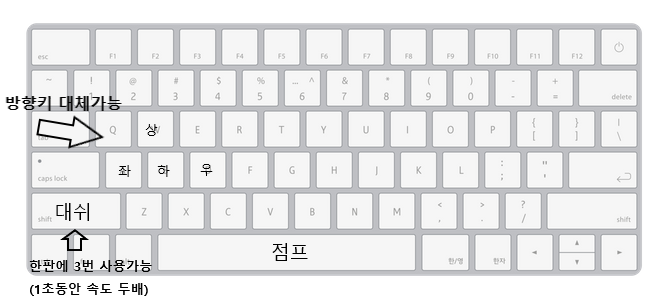 esc F1 F2 F3 F4 F5 F6 F7 F8 F9 F10 F11 F12
~ ! @ # $ % … ^ & * ( ) - +
2 3 4 5 6 7 8 9 0 - = delete
방향키 대체가능
Q 상 E R T Y U I O P { [ } ] | \
caps lock 좌 하 우 F G H J K L : ; " '
shift 대쉬 Z X C V B N M < , > . ? / shift
점프 한/영 한자
한판에 3번 사용가능
(1초동안 속도 두배)